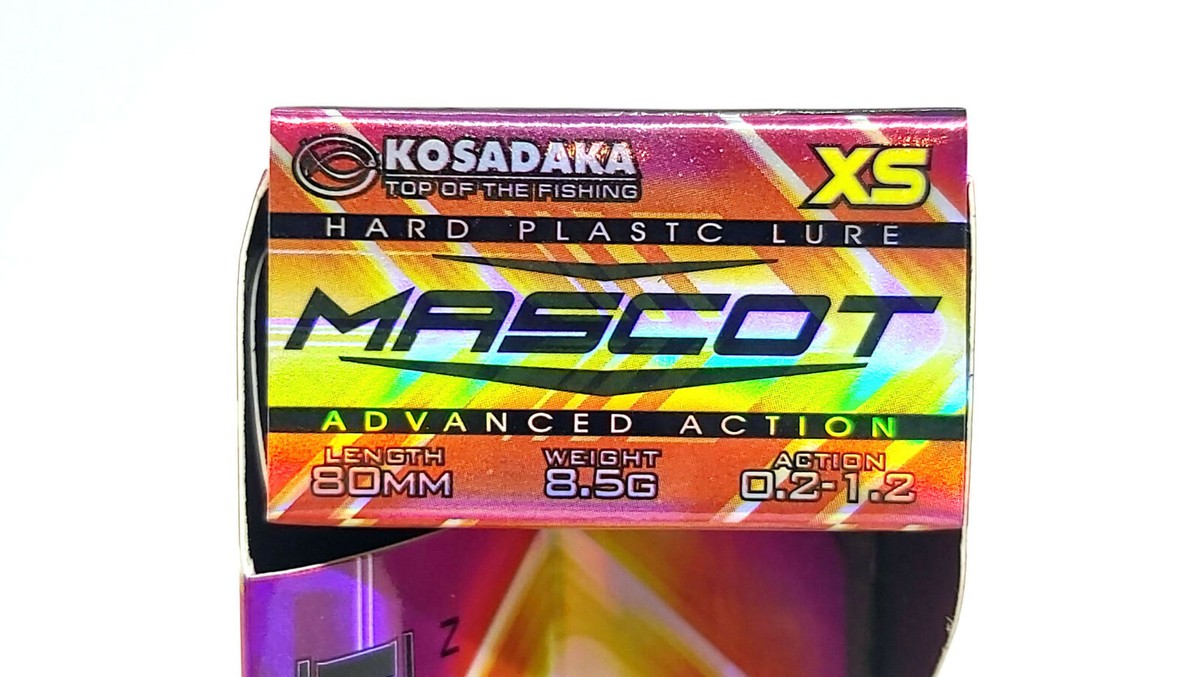 KOSADAKA
TOP OF THE FISHING
XS
HARD PLASTC LURE
MASCOT
ADVANCED ACTION
LENGTH WEIGHT ACTION
80MM 8.5G 0.2-1.2
Z